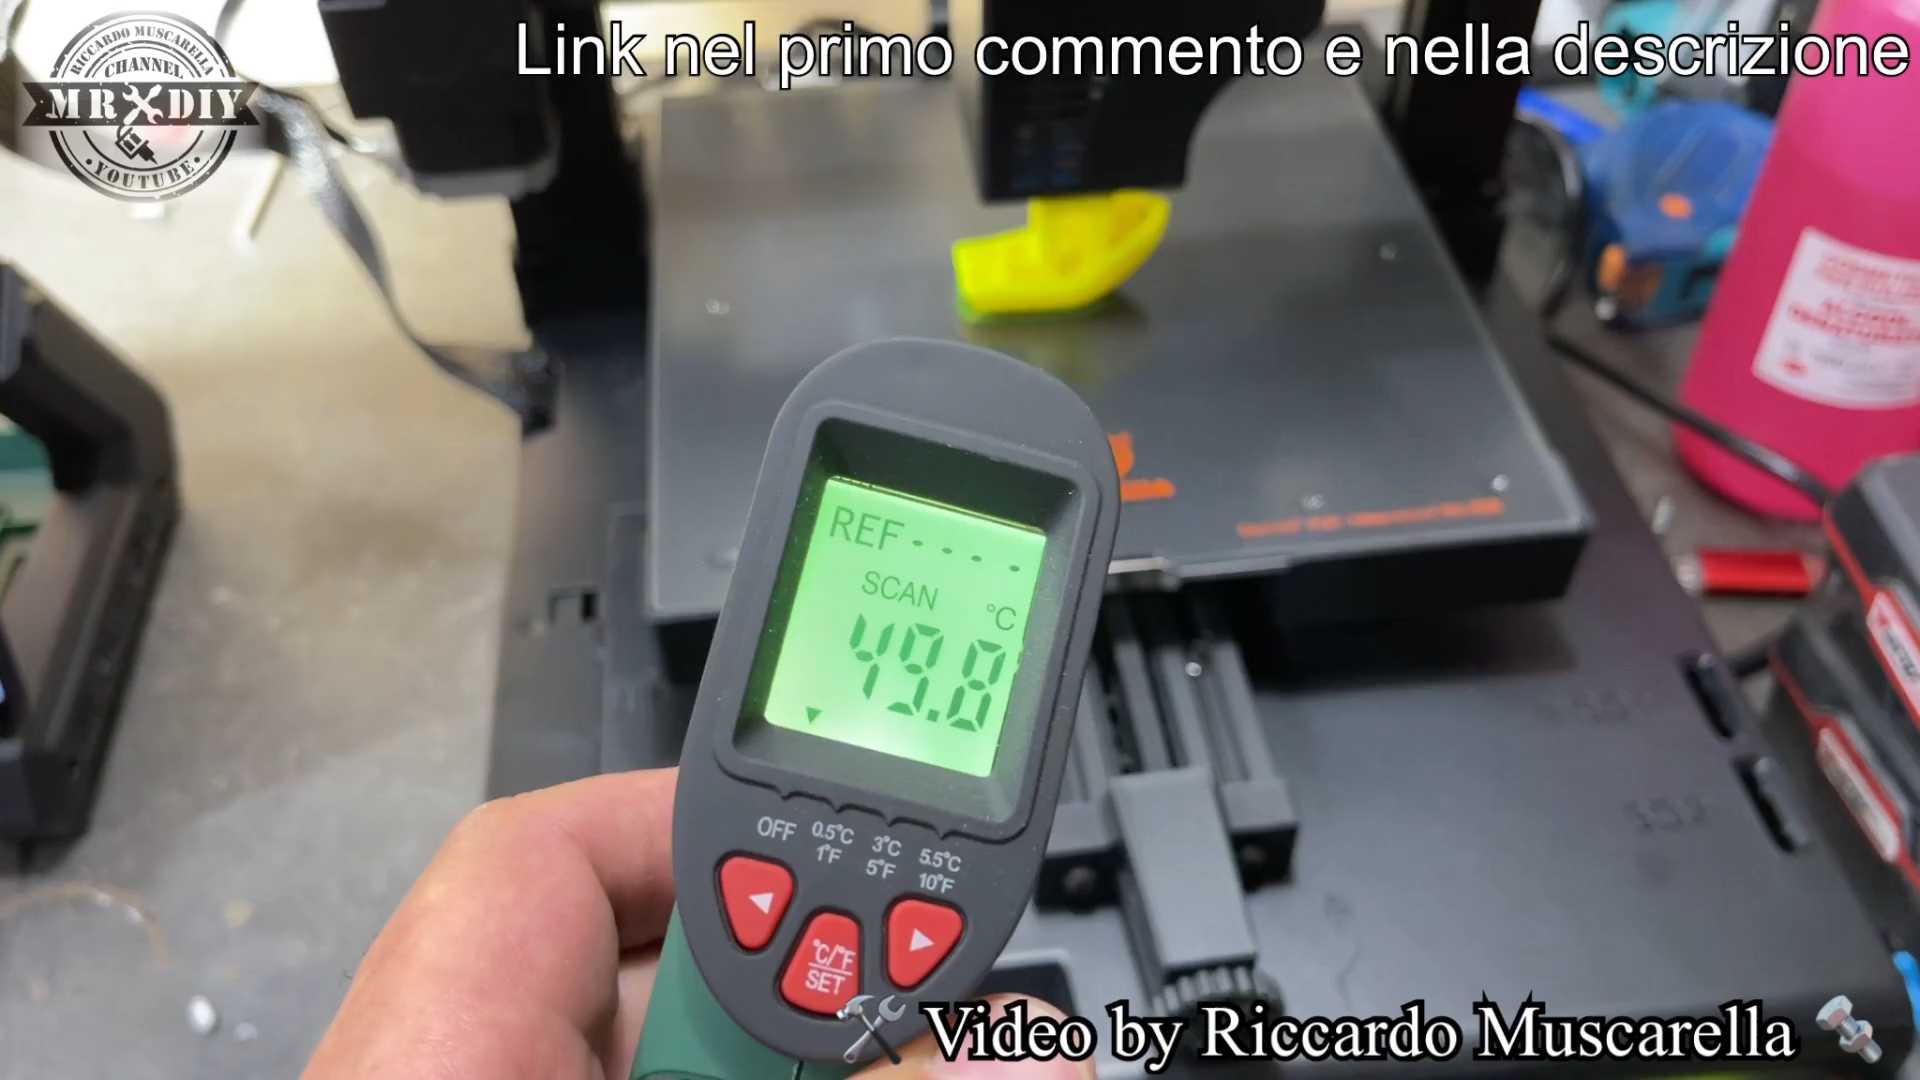 Link nel primo commento e nella descrizione
RICCARDO MUSCARELLA
CHANNEL
MR DIY
YOUTUBE
REF - - - -
SCAN
°C
49.8
OFF 0.5°C 3°C 5.5°C
1°F 5°F 10°F
°C/°F
SET
Video by Riccardo Muscarella